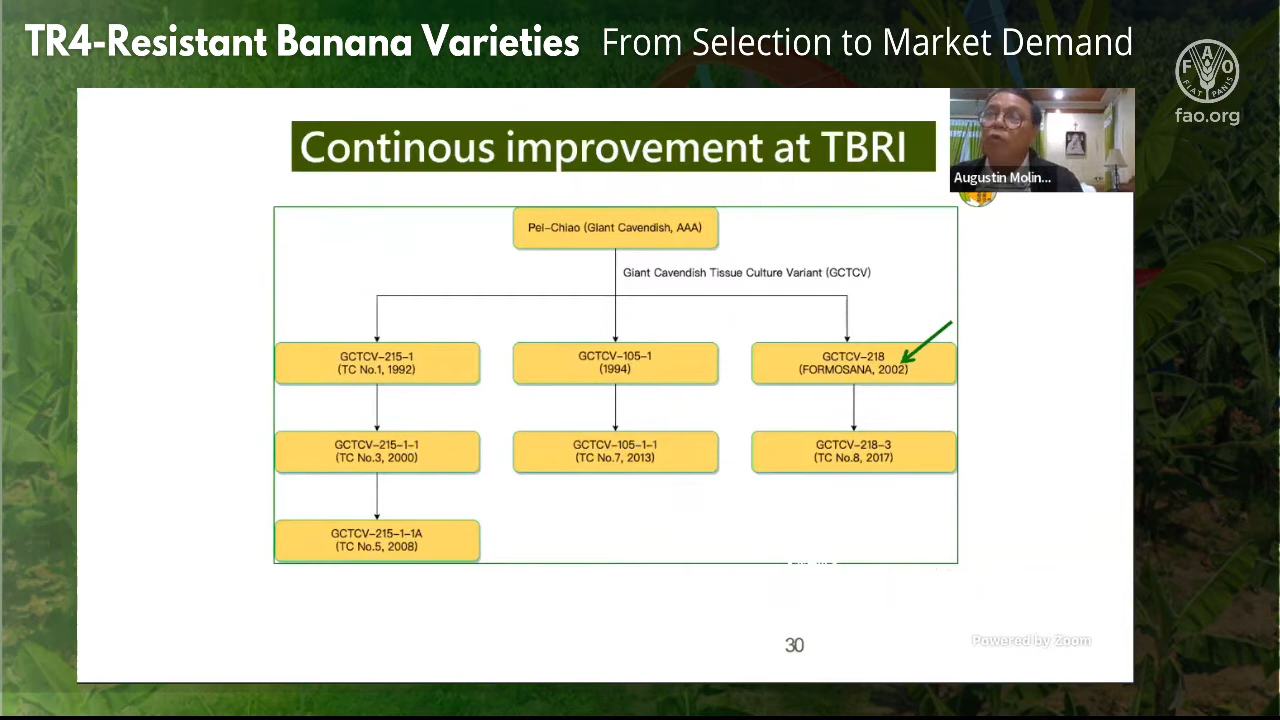 TR4-Resistant Banana Varieties From Selection to Market Demand
F A O
FIAT PANIS
fao.org
Continous improvement at TBRI
Augustin Molin...
Pei-Chiao (Giant Cavendish, AAA)
Giant Cavendish Tissue Culture Variant (GCTCV)
GCTCV-215-1
(TC No.1, 1992)
GCTCV-105-1
(1994)
GCTCV-218
(FORMOSANA, 2002)
GCTCV-215-1-1
(TC No.3, 2000)
GCTCV-105-1-1
(TC No.7, 2013)
GCTCV-218-3
(TC No.8, 2017)
GCTCV-215-1-1A
(TC No.5, 2008)
30
Powered by Zoom